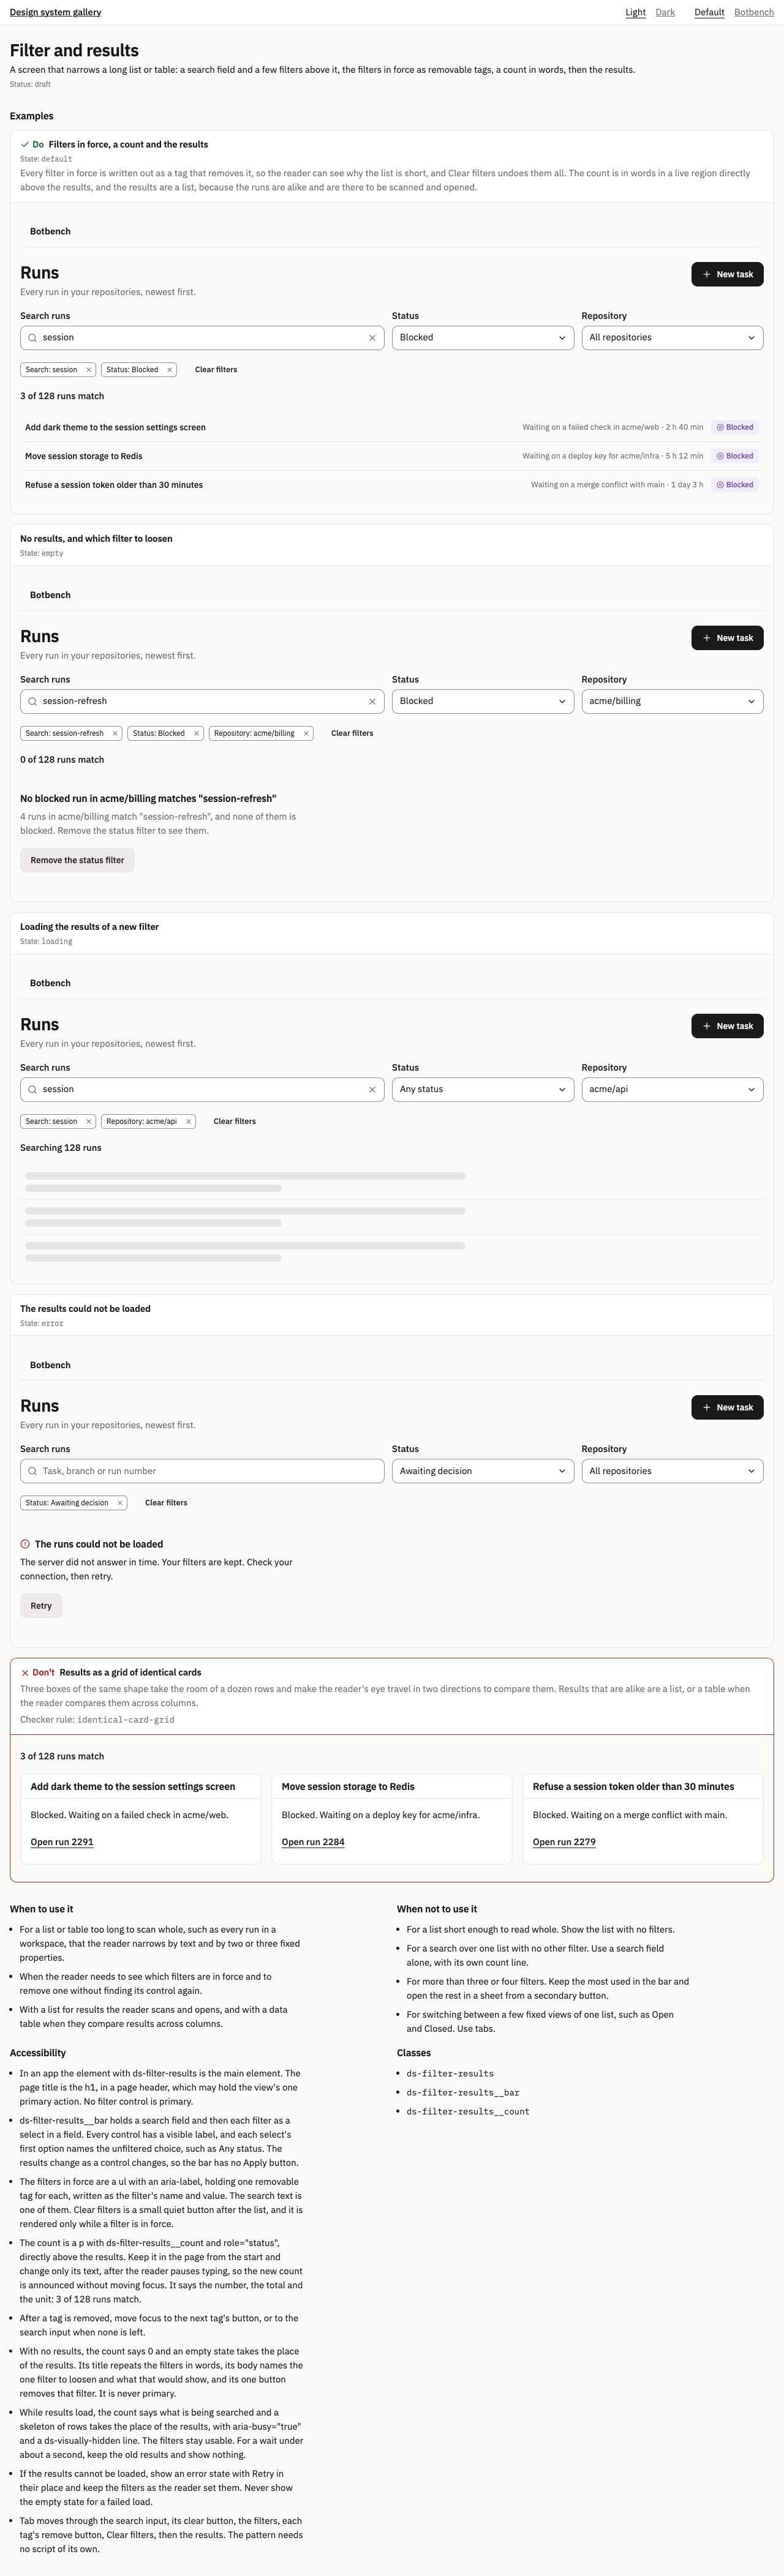 Design system gallery
Light Dark Default Botbench
Filter and results
A screen that narrows a long list or table: a search field and a few filters above it, the filters in force as removable tags, a count in words, then the results.
Status: draft
Examples
Do Filters in force, a count and the results
State: default
Every filter in force is written out as a tag that removes it, so the reader can see why the list is short, and Clear filters undoes them all. The count is in words in a live region directly
above the results, and the results are a list, because the runs are alike and are there to be scanned and opened.
Botbench
Runs
New task
Every run in your repositories, newest first.
Search runs Status Repository
session Blocked All repositories
Search: session Status: Blocked Clear filters
3 of 128 runs match
Add dark theme to the session settings screen Waiting on a failed check in acme/web · 2 h 40 min Blocked
Move session storage to Redis Waiting on a deploy key for acme/infra · 5 h 12 min Blocked
Refuse a session token older than 30 minutes Waiting on a merge conflict with main · 1 day 3 h Blocked
No results, and which filter to loosen
State: empty
Botbench
Runs
New task
Every run in your repositories, newest first.
Search runs Status Repository
session-refresh Blocked acme/billing
Search: session-refresh Status: Blocked Repository: acme/billing Clear filters
0 of 128 runs match
No blocked run in acme/billing matches "session-refresh"
4 runs in acme/billing match "session-refresh", and none of them is
blocked. Remove the status filter to see them.
Remove the status filter
Loading the results of a new filter
State: loading
Botbench
Runs
New task
Every run in your repositories, newest first.
Search runs Status Repository
session Any status acme/api
Search: session Repository: acme/api Clear filters
Searching 128 runs
The results could not be loaded
State: error
Botbench
Runs
New task
Every run in your repositories, newest first.
Search runs Status Repository
Task, branch or run number Awaiting decision All repositories
Status: Awaiting decision Clear filters
The runs could not be loaded
The server did not answer in time. Your filters are kept. Check your
connection, then retry.
Retry
Don't Results as a grid of identical cards
Three boxes of the same shape take the room of a dozen rows and make the reader's eye travel in two directions to compare them. Results that are alike are a list, or a table when
the reader compares them across columns.
Checker rule: identical-card-grid
3 of 128 runs match
Add dark theme to the session settings screen
Blocked. Waiting on a failed check in acme/web.
Open run 2291
Move session storage to Redis
Blocked. Waiting on a deploy key for acme/infra.
Open run 2284
Refuse a session token older than 30 minutes
Blocked. Waiting on a merge conflict with main.
Open run 2279
When to use it
For a list or table too long to scan whole, such as every run in a
workspace, that the reader narrows by text and by two or three fixed
properties.
When the reader needs to see which filters are in force and to
remove one without finding its control again.
With a list for results the reader scans and opens, and with a data
table when they compare results across columns.
When not to use it
For a list short enough to read whole. Show the list with no filters.
For a search over one list with no other filter. Use a search field
alone, with its own count line.
For more than three or four filters. Keep the most used in the bar and
open the rest in a sheet from a secondary button.
For switching between a few fixed views of one list, such as Open
and Closed. Use tabs.
Accessibility
In an app the element with ds-filter-results is the main element. The
page title is the h1, in a page header, which may hold the view's one
primary action. No filter control is primary.
ds-filter-results__bar holds a search field and then each filter as a
select in a field. Every control has a visible label, and each select's
first option names the unfiltered choice, such as Any status. The
results change as a control changes, so the bar has no Apply button.
The filters in force are a ul with an aria-label, holding one removable
tag for each, written as the filter's name and value. The search text is
one of them. Clear filters is a small quiet button after the list, and it is
rendered only while a filter is in force.
The count is a p with ds-filter-results__count and role="status",
directly above the results. Keep it in the page from the start and
change only its text, after the reader pauses typing, so the new count
is announced without moving focus. It says the number, the total and
the unit: 3 of 128 runs match.
After a tag is removed, move focus to the next tag's button, or to the
search input when none is left.
With no results, the count says 0 and an empty state takes the place
of the results. Its title repeats the filters in words, its body names the
one filter to loosen and what that would show, and its one button
removes that filter. It is never primary.
While results load, the count says what is being searched and a
skeleton of rows takes the place of the results, with aria-busy="true"
and a ds-visually-hidden line. The filters stay usable. For a wait under
about a second, keep the old results and show nothing.
If the results cannot be loaded, show an error state with Retry in
their place and keep the filters as the reader set them. Never show
the empty state for a failed load.
Tab moves through the search input, its clear button, the filters, each
tag's remove button, Clear filters, then the results. The pattern needs
no script of its own.
Classes
ds-filter-results
ds-filter-results__bar
ds-filter-results__count